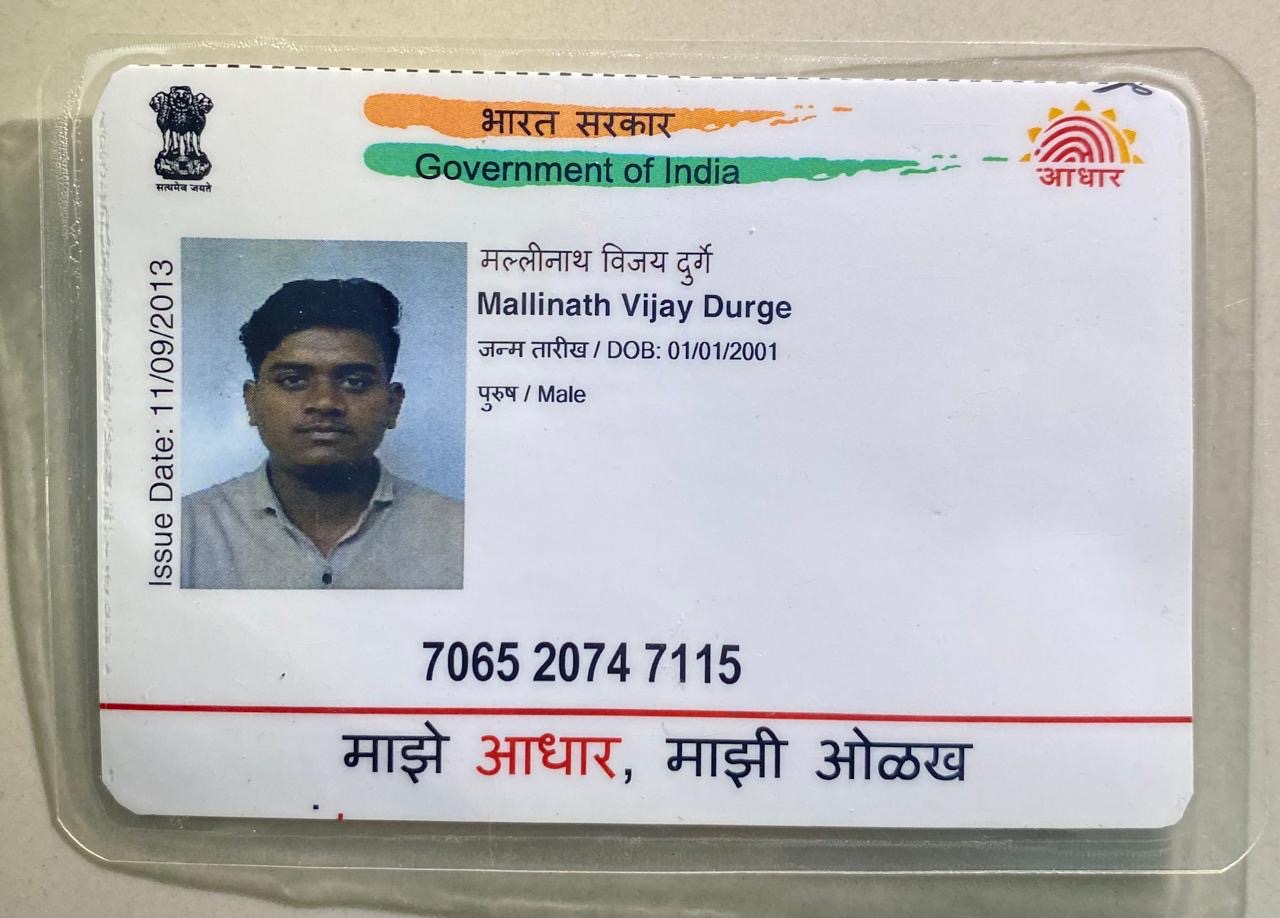 भारत सरकार
Government of India
सत्यमेव जयते
आधार
Issue Date: 11/09/2013
मल्लीनाथ विजय दुर्गे
Mallinath Vijay Durge
जन्म तारीख / DOB: 01/01/2001
पुरुष / Male
7065 2074 7115
माझे आधार, माझी ओळख